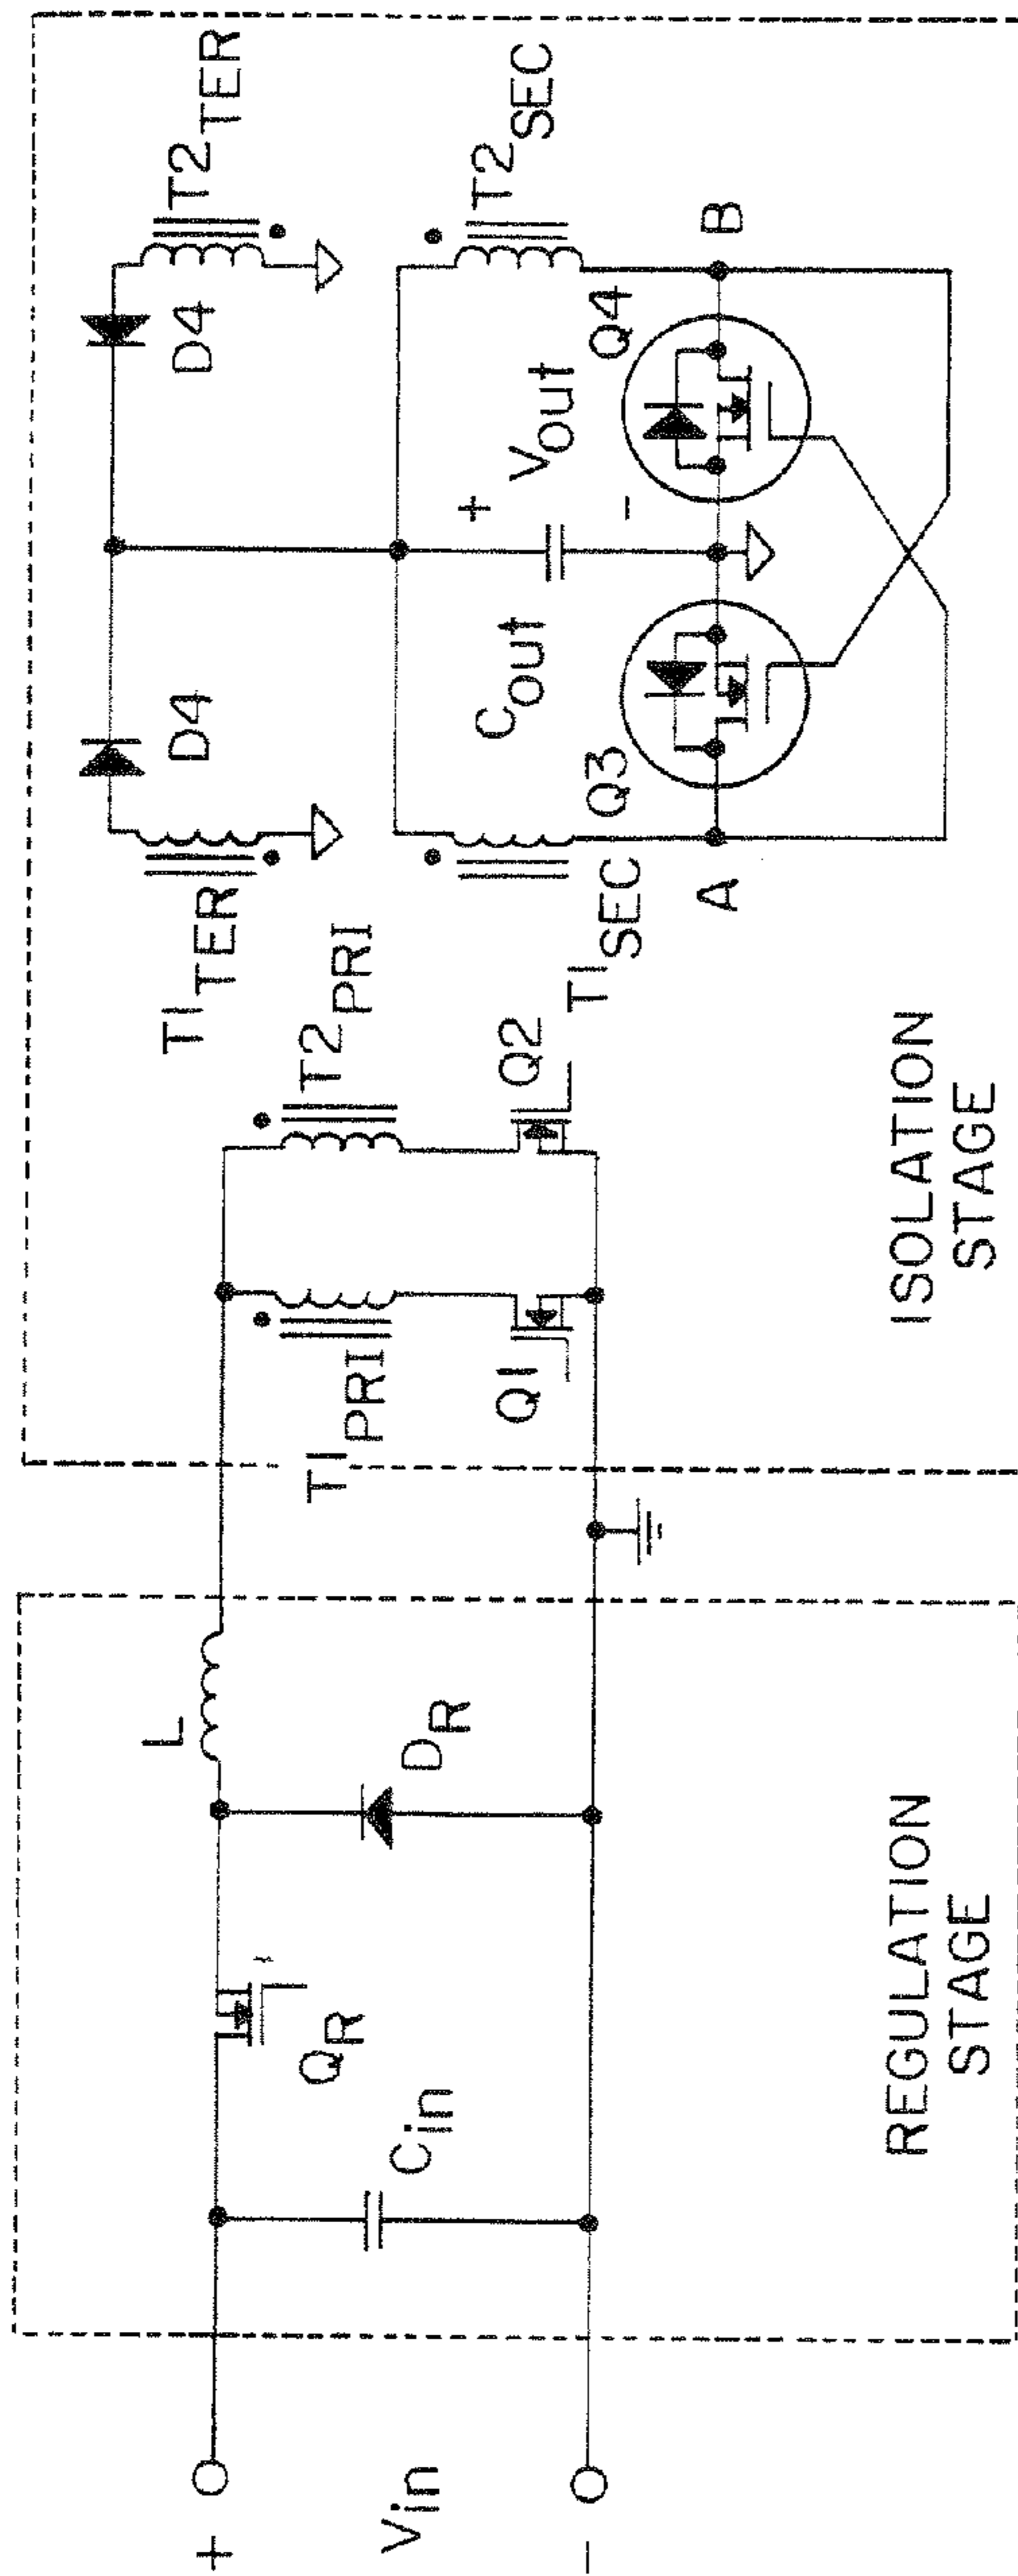 +
Vin
-
Cin
QR
L
DR
REGULATION
STAGE
T1PRI
Q1
T2PRI
Q2
ISOLATION
STAGE
T1TER
D4
D4
T2TER
T1SEC
Q3
A
Cout
+
Vout
-
Q4
T2SEC
B